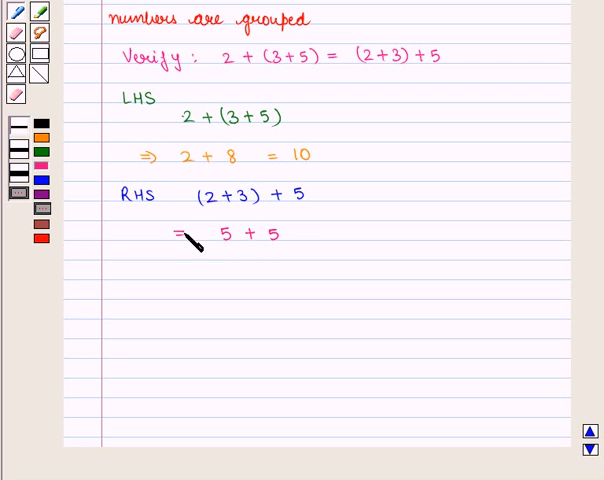 numbers are grouped
Verify : 2 + (3+5) = (2+3) + 5
LHS
2 + (3+5)
⇒ 2 + 8 = 10
RHS (2+3) + 5
= 5 + 5